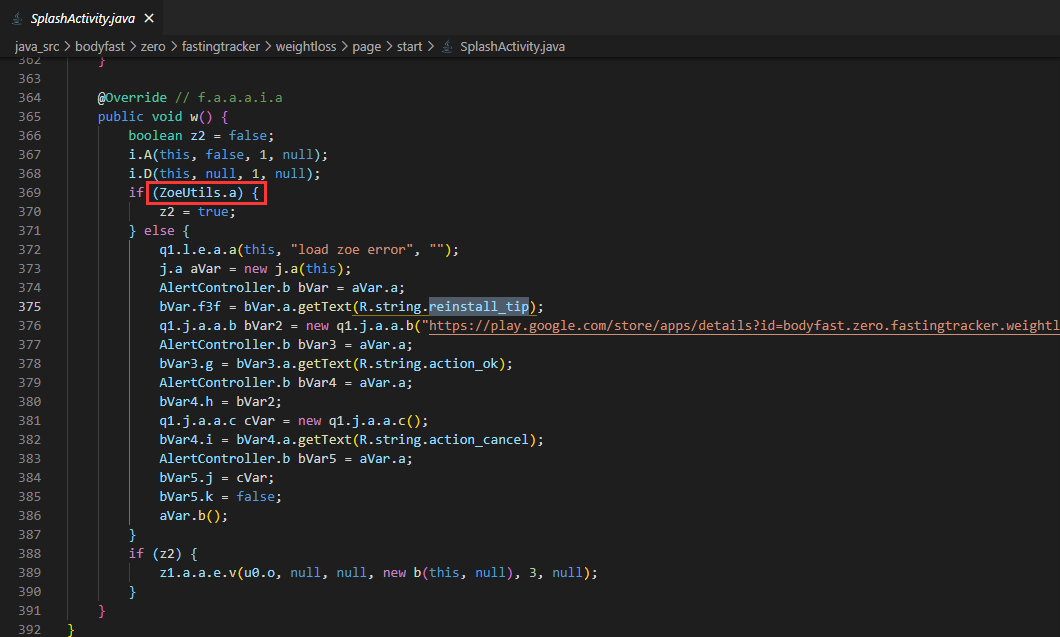 SplashActivity.java ×
java_src > bodyfast > zero > fastingtracker > weightloss > page > start > SplashActivity.java
362 }
363
364 @Override // f.a.a.a.i.a
365 public void w() {
366 boolean z2 = false;
367 i.A(this, false, 1, null);
368 i.D(this, null, 1, null);
369 if (ZoeUtils.a) {
370 z2 = true;
371 } else {
372 q1.l.e.a.a(this, "load zoe error", "");
373 j.a aVar = new j.a(this);
374 AlertController.b bVar = aVar.a;
375 bVar.f3f = bVar.a.getText(R.string.reinstall_tip);
376 q1.j.a.a.b bVar2 = new q1.j.a.a.b("https://play.google.com/store/apps/details?id=bodyfast.zero.fastingtracker.weightl
377 AlertController.b bVar3 = aVar.a;
378 bVar3.g = bVar3.a.getText(R.string.action_ok);
379 AlertController.b bVar4 = aVar.a;
380 bVar4.h = bVar2;
381 q1.j.a.a.c cVar = new q1.j.a.a.c();
382 bVar4.i = bVar4.a.getText(R.string.action_cancel);
383 AlertController.b bVar5 = aVar.a;
384 bVar5.j = cVar;
385 bVar5.k = false;
386 aVar.b();
387 }
388 if (z2) {
389 z1.a.a.e.v(u0.o, null, null, new b(this, null), 3, null);
390 }
391 }
392 }